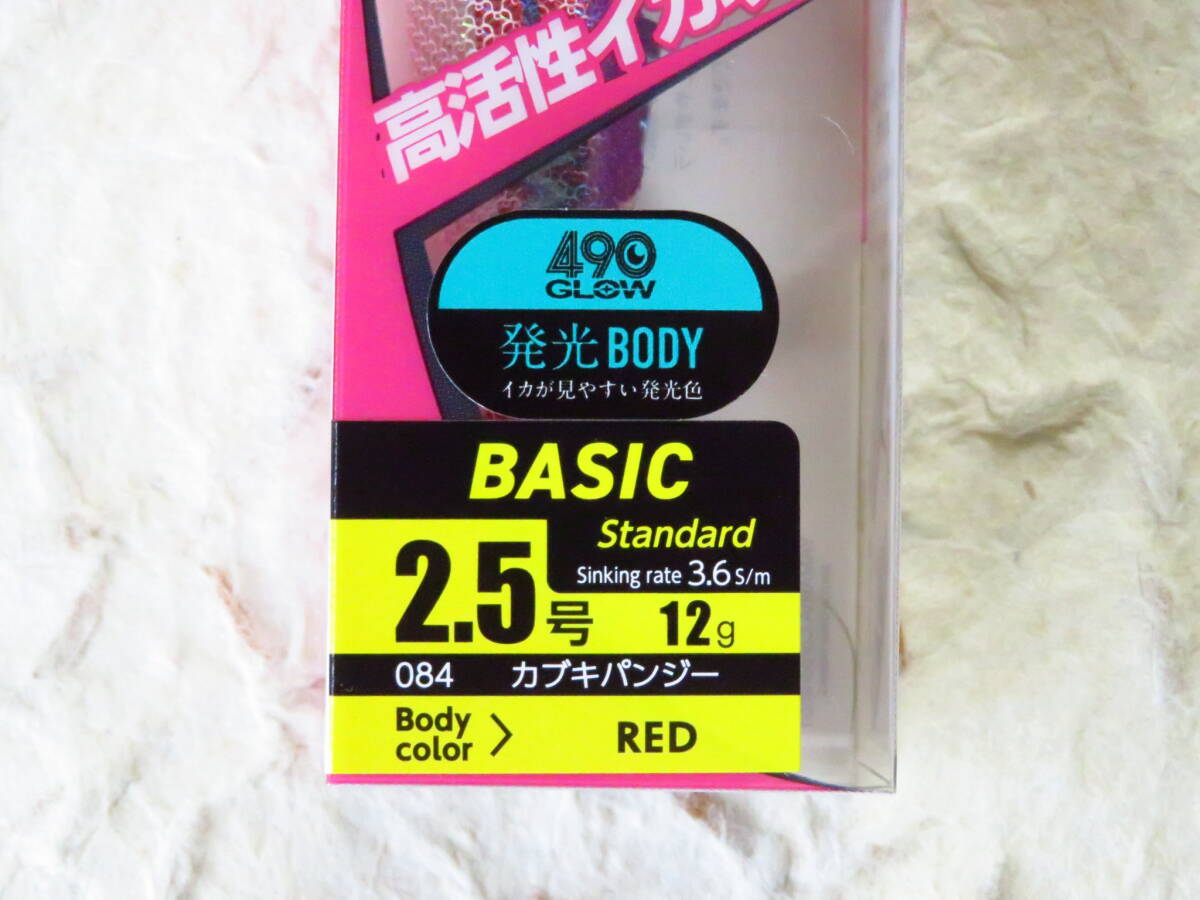 高活性イカ
490
GLOW
発光BODY
イカが見やすい発光色
BASIC
Standard
Sinking rate 3.6 S/m
2.5号 12g
084 カブキパンジー
Body color > RED